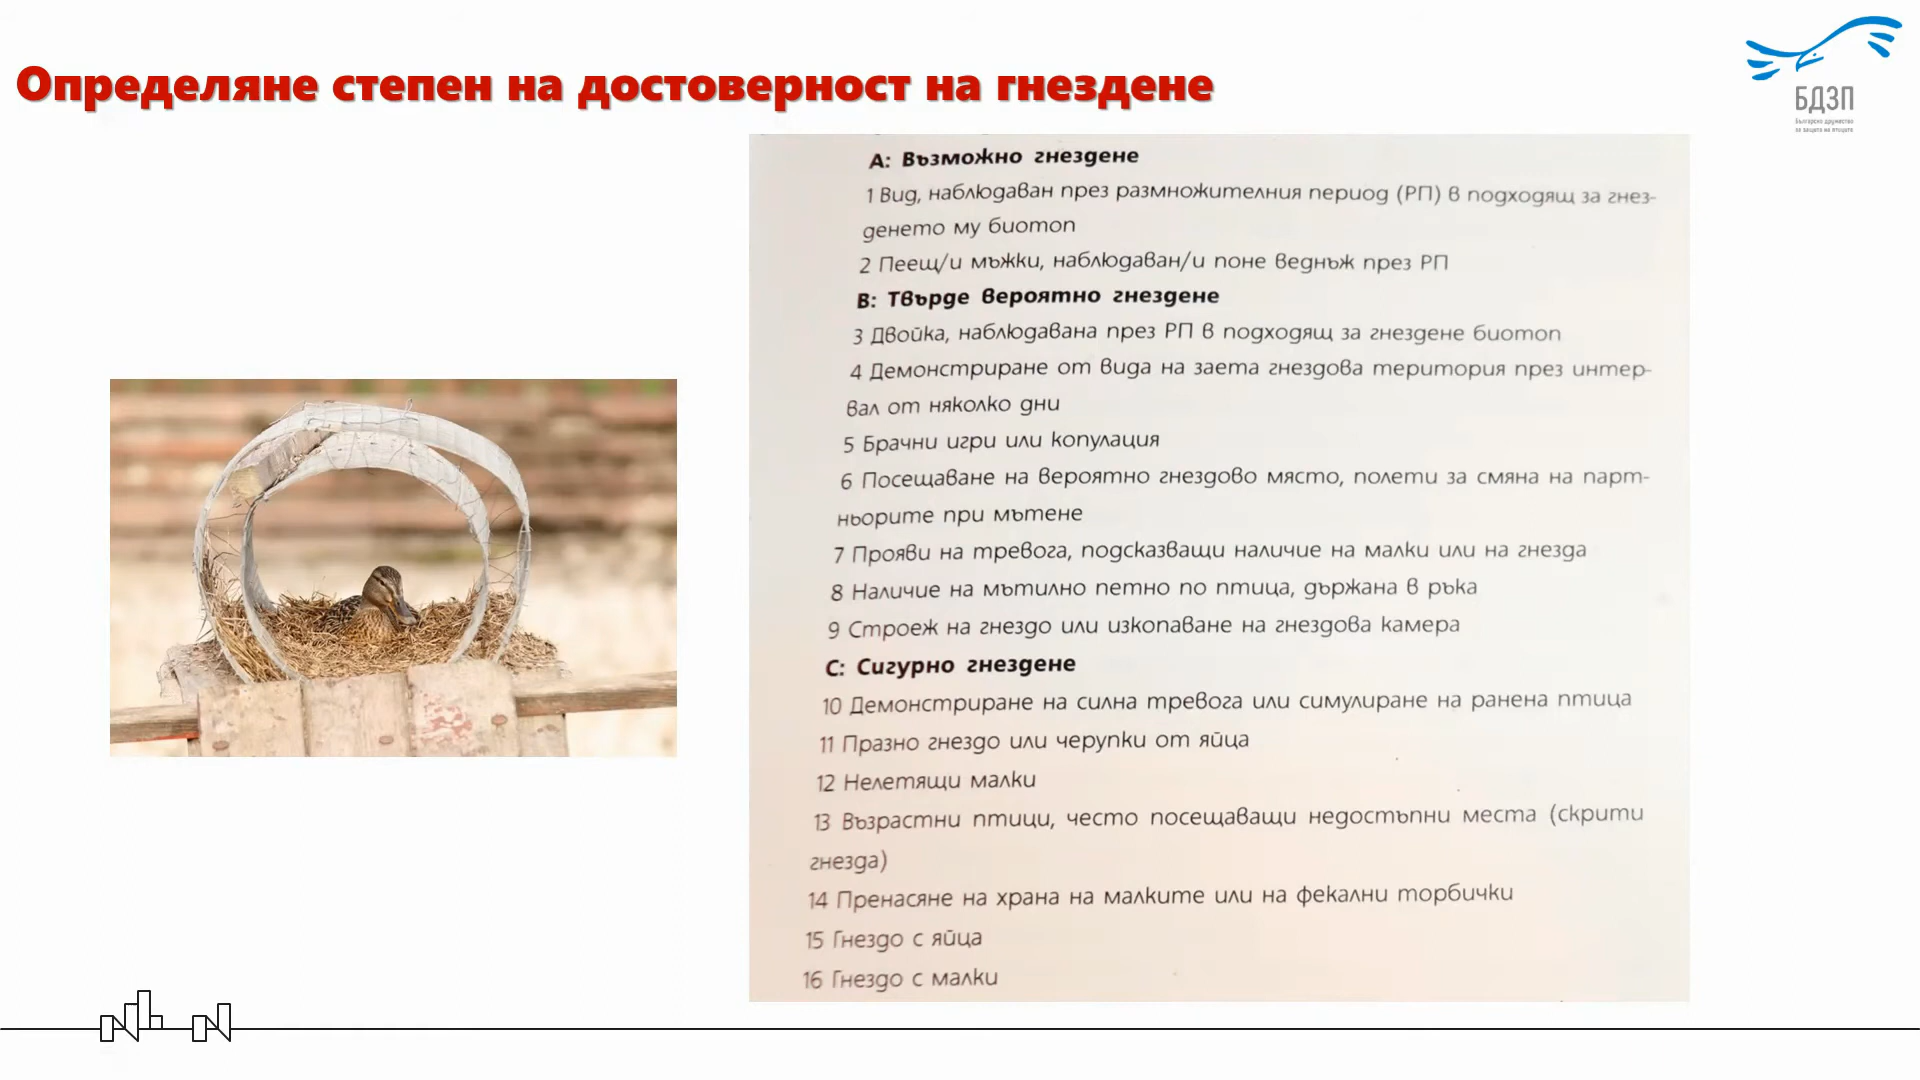 Определяне степен на достоверност на гнездене
БДЗП
Българско дружество
за защита на птиците
А: Възможно гнездене
1 Вид, наблюдаван през размножителния период (РП) в подходящ за гнез-
денето му биотоп
2 Пеещ/и мъжки, наблюдаван/и поне веднъж през РП
В: Твърде вероятно гнездене
3 Двойка, наблюдавана през РП в подходящ за гнездене биотоп
4 Демонстриране от вида на заета гнездова територия през интер-
вал от няколко дни
5 Брачни игри или копулация
6 Посещаване на вероятно гнездово място, полети за смяна на парт-
ньорите при мътене
7 Прояви на тревога, подсказващи наличие на малки или на гнезда
8 Наличие на мътилно петно по птица, държана в ръка
9 Строеж на гнездо или изкопаване на гнездова камера
С: Сигурно гнездене
10 Демонстриране на силна тревога или симулиране на ранена птица
11 Празно гнездо или черупки от яйца
12 Нелетящи малки
13 Възрастни птици, често посещаващи недостъпни места (скрити
гнезда)
14 Пренасяне на храна на малките или на фекални торбички
15 Гнездо с яйца
16 Гнездо с малки